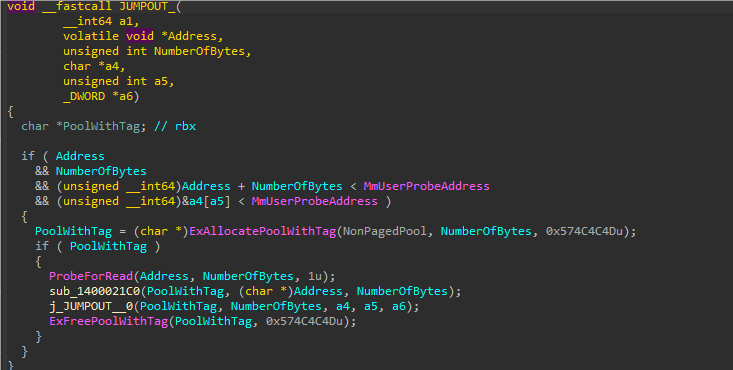 void __fastcall JUMPOUT_(
__int64 a1,
volatile void *Address,
unsigned int NumberOfBytes,
char *a4,
unsigned int a5,
_DWORD *a6)
{
char *PoolWithTag; // rbx
if ( Address
&& NumberOfBytes
&& (unsigned __int64)Address + NumberOfBytes < MmUserProbeAddress
&& (unsigned __int64)&a4[a5] < MmUserProbeAddress )
{
PoolWithTag = (char *)ExAllocatePoolWithTag(NonPagedPool, NumberOfBytes, 0x574C4C4Du);
if ( PoolWithTag )
{
ProbeForRead(Address, NumberOfBytes, 1u);
sub_1400021C0(PoolWithTag, (char *)Address, NumberOfBytes);
j_JUMPOUT__0(PoolWithTag, NumberOfBytes, a4, a5, a6);
ExFreePoolWithTag(PoolWithTag, 0x574C4C4Du);
}
}
}